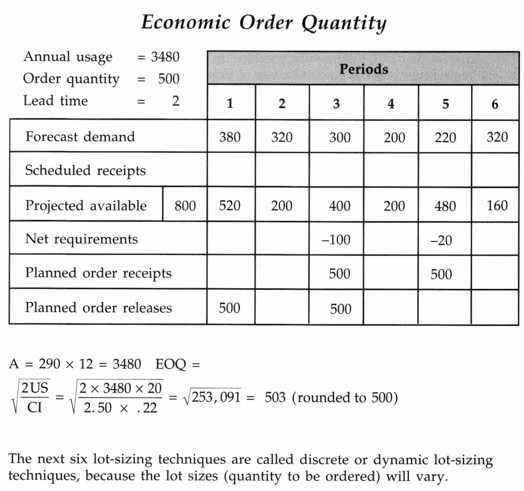 Economic Order Quantity
Annual usage = 3480
Order quantity = 500
Lead time = 2
Periods
1 2 3 4 5 6
Forecast demand 380 320 300 200 220 320
Scheduled receipts
Projected available 800 520 200 400 200 480 160
Net requirements –100 –20
Planned order receipts 500 500
Planned order releases 500 500
A = 290 × 12 = 3480 EOQ =
√(2US/CI) = √(2 × 3480 × 20/2.50 × .22) = √253,091 = 503 (rounded to 500)
The next six lot-sizing techniques are called discrete or dynamic lot-sizing
techniques, because the lot sizes (quantity to be ordered) will vary.